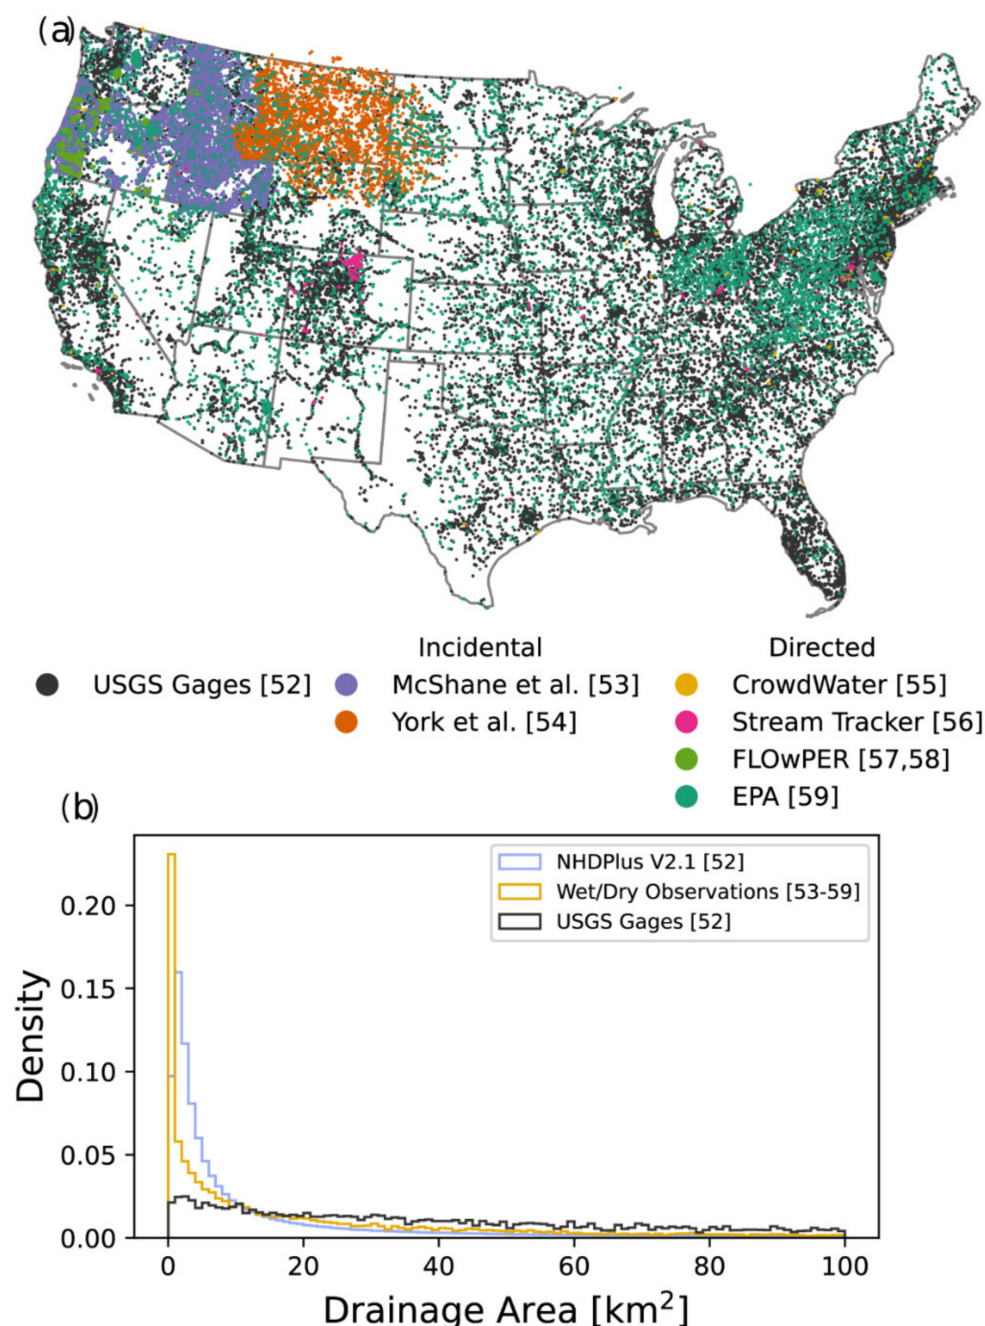 (a)
Incidental Directed
USGS Gages [52] McShane et al. [53] CrowdWater [55]
York et al. [54] Stream Tracker [56]
FLOwPER [57,58]
EPA [59]
(b)
NHDPlus V2.1 [52]
Wet/Dry Observations [53-59]
USGS Gages [52]
Density
0.20
0.15
0.10
0.05
0.00
0 20 40 60 80 100
Drainage Area [km²]